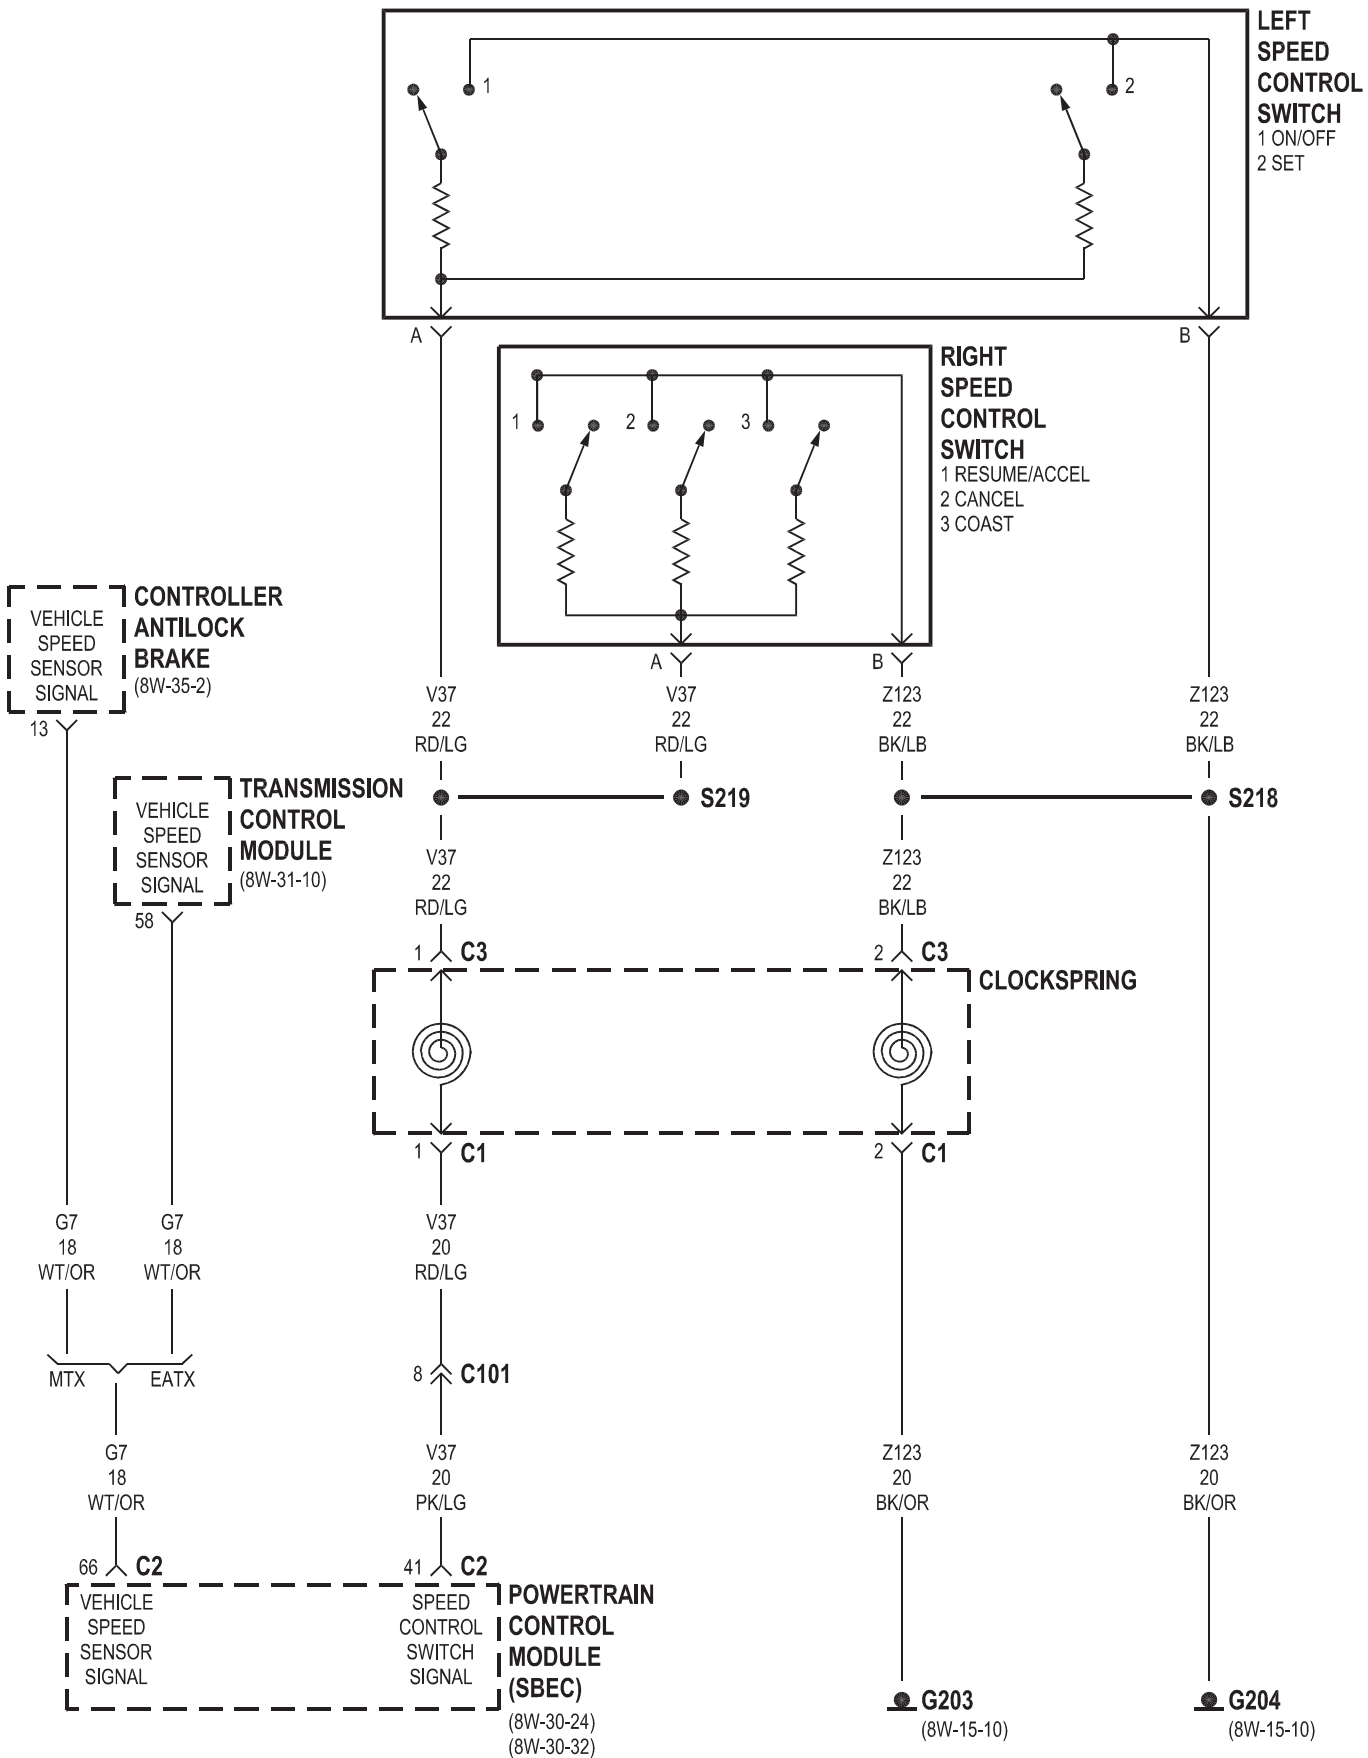 LEFT
SPEED
CONTROL
SWITCH
1 ON/OFF
2 SET
1
2
A
B
RIGHT
SPEED
CONTROL
SWITCH
1 RESUME/ACCEL
2 CANCEL
3 COAST
1
2
3
A
B
VEHICLE
SPEED
SENSOR
SIGNAL
CONTROLLER
ANTILOCK
BRAKE
(8W-35-2)
13
V37
22
RD/LG
V37
22
RD/LG
Z123
22
BK/LB
Z123
22
BK/LB
VEHICLE
SPEED
SENSOR
SIGNAL
TRANSMISSION
CONTROL
MODULE
(8W-31-10)
58
S219
S218
V37
22
RD/LG
Z123
22
BK/LB
1 C3
2 C3
CLOCKSPRING
1 C1
2 C1
G7
18
WT/OR
G7
18
WT/OR
V37
20
RD/LG
MTX
EATX
8 C101
G7
18
WT/OR
V37
20
PK/LG
Z123
20
BK/OR
Z123
20
BK/OR
66 C2
41 C2
VEHICLE
SPEED
SENSOR
SIGNAL
SPEED
CONTROL
SWITCH
SIGNAL
POWERTRAIN
CONTROL
MODULE
(SBEC)
(8W-30-24)
(8W-30-32)
G203
(8W-15-10)
G204
(8W-15-10)